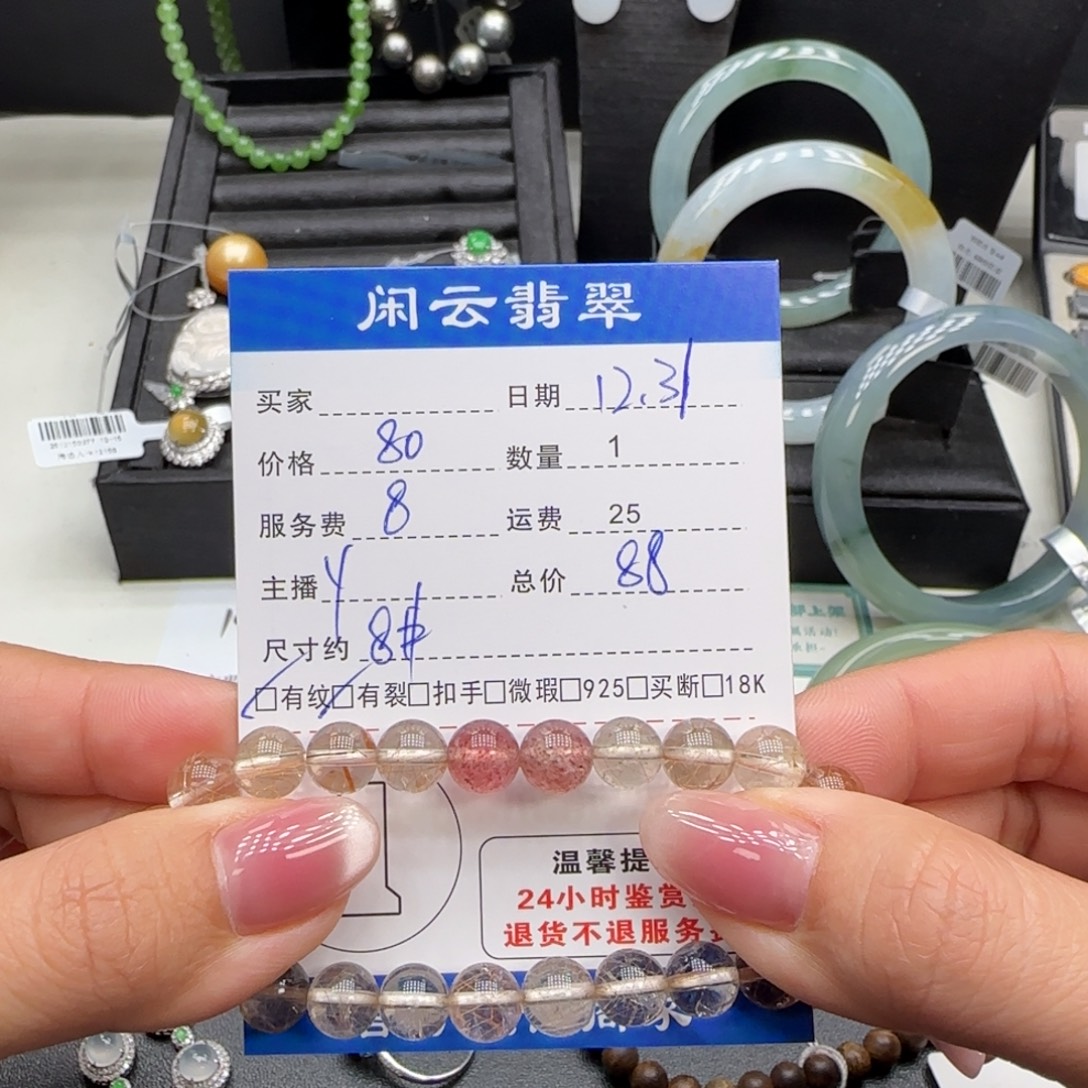 闲云翡翠
买家 日期 12.31
价格 80 数量 1
服务费 8 运费 25
主播 Y 总价 88
尺寸约 8#
□有纹□有裂□扣手□微瑕□925□买断□18K
温馨提
24小时鉴赏
退货不退服务